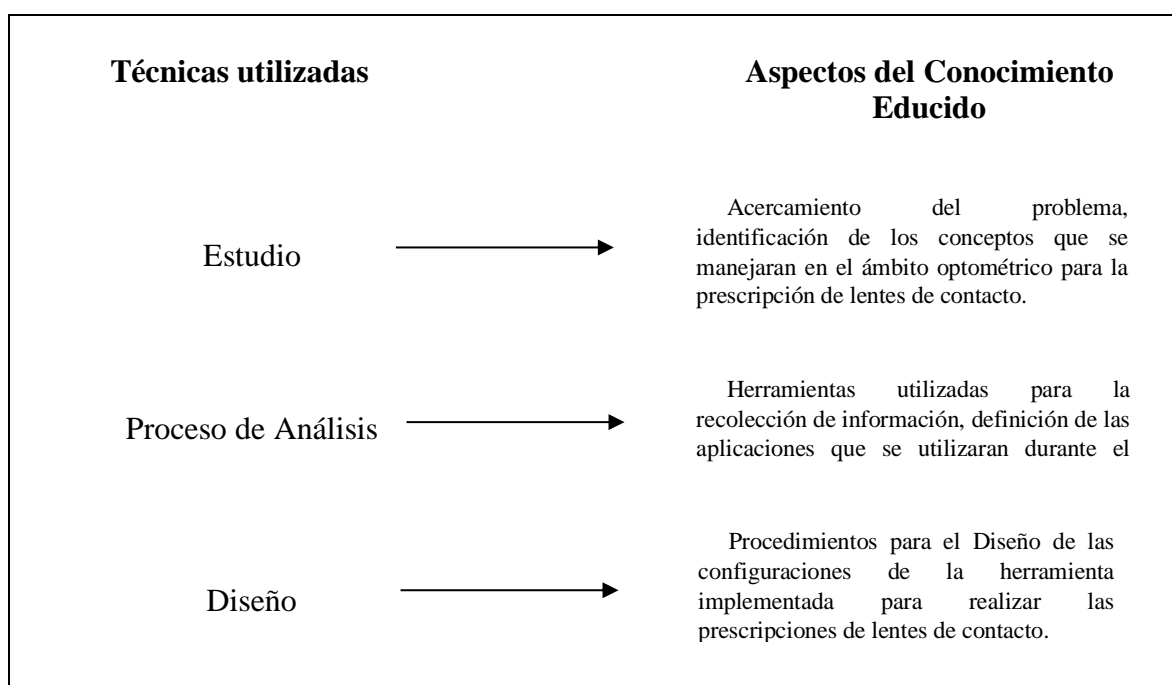 Técnicas utilizadas
Aspectos del Conocimiento
Educido
Estudio
Acercamiento del problema,
identificación de los conceptos que se
manejaran en el ámbito optométrico para la
prescripción de lentes de contacto.
Proceso de Análisis
Herramientas utilizadas para la
recolección de información, definición de las
aplicaciones que se utilizaran durante el
Diseño
Procedimientos para el Diseño de las
configuraciones de la herramienta
implementada para realizar las
prescripciones de lentes de contacto.